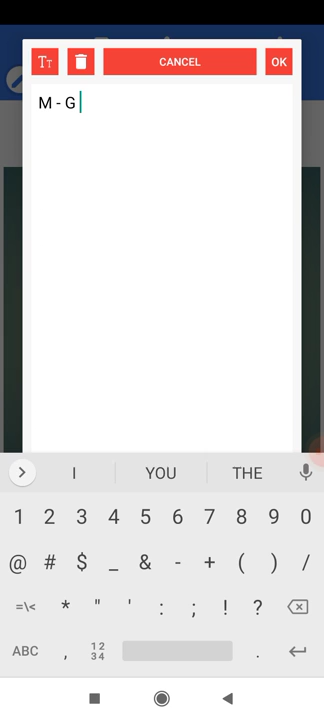 Tт
CANCEL
OK
M - G
I
YOU
THE
1 2 3 4 5 6 7 8 9 0
@ # $ _ & - + ( ) /
=\< * " ' : ; ! ?
ABC , 12 34 .